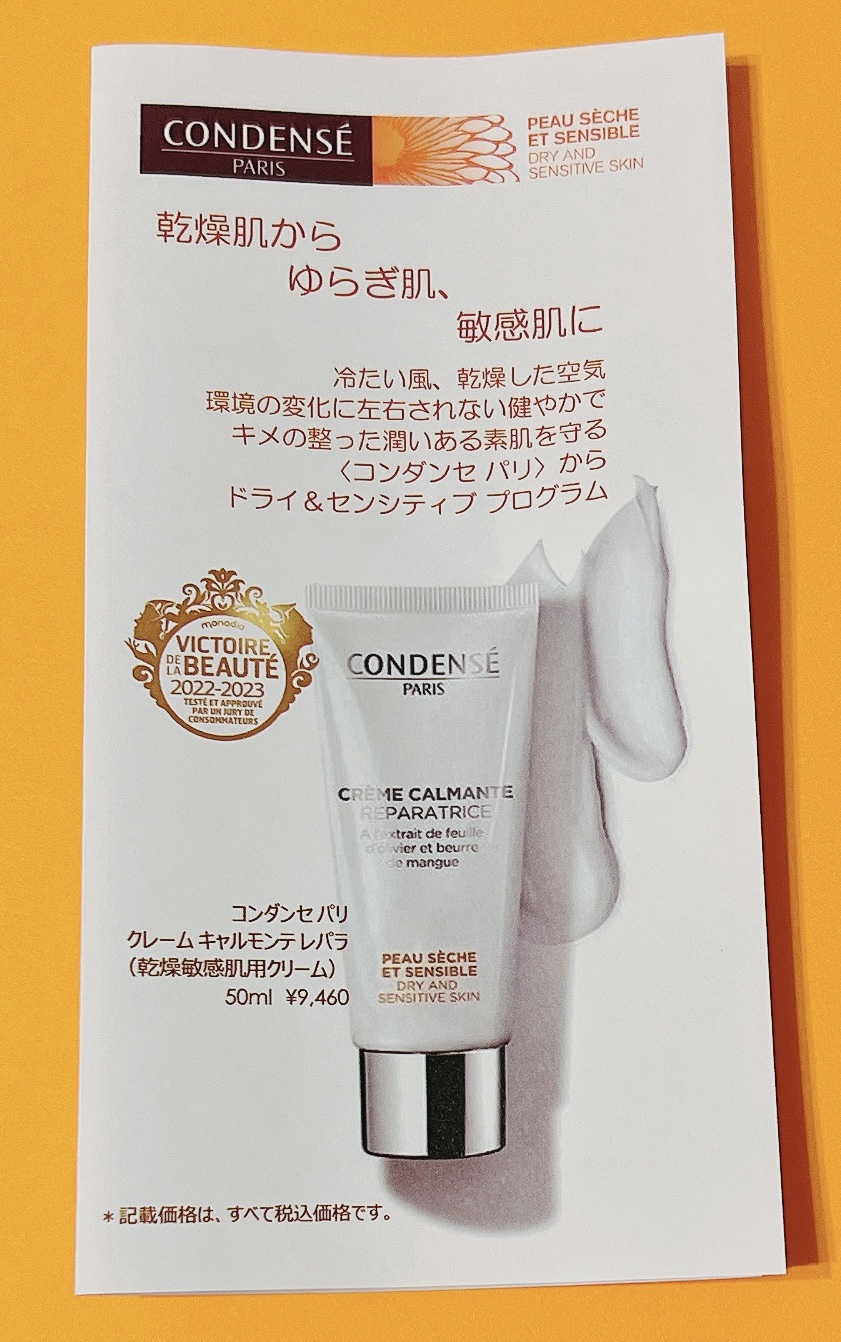 CONDENSÉ
PARIS
PEAU SÈCHE
ET SENSIBLE
DRY AND
SENSITIVE SKIN
乾燥肌から
ゆらぎ肌、
敏感肌に
冷たい風、乾燥した空気
環境の変化に左右されない健やかで
キメの整った潤いある素肌を守る
〈コンダンセ パリ〉から
ドライ＆センシティブ プログラム
monadia
VICTOIRE
DE LA BEAUTÉ
2022-2023
TESTÉ ET APPROUVÉ
PAR UN JURY DE
CONSOMMATEURS
CONDENSÉ
PARIS
CRÈME CALMANTE
REPARATRICE
A l'extrait de feuille
d'olivier et beurre
de mangue
コンダンセ パリ
クレーム キャルモンテ レパラ
（乾燥敏感肌用クリーム）
50ml ¥9,460
PEAU SÈCHE
ET SENSIBLE
DRY AND
SENSITIVE SKIN
＊記載価格は、すべて税込価格です。